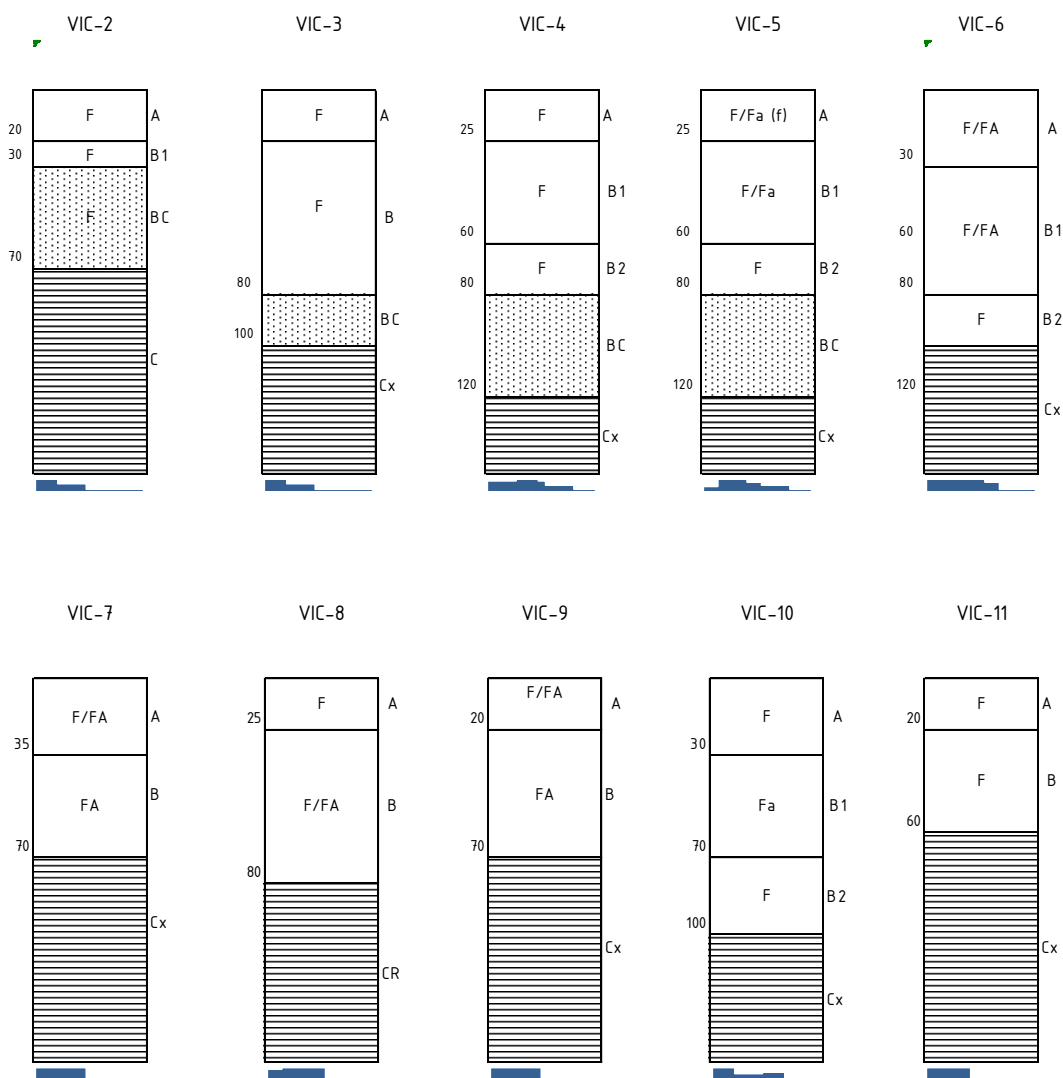 VIC-2
F
A
20
F
B1
30
F
BC
70
C
VIC-3
F
A
F
B
80
BC
100
Cx
VIC-4
F
A
25
F
B1
60
F
B2
80
BC
120
Cx
VIC-5
F/Fa (f)
A
25
F/Fa
B1
60
F
B2
80
BC
120
Cx
VIC-6
F/FA
A
30
F/FA
B1
60
80
F
B2
120
Cx
VIC-7
F/FA
A
35
FA
B
70
Cx
VIC-8
F
A
25
F/FA
B
80
CR
VIC-9
F/FA
A
20
FA
B
70
Cx
VIC-10
F
A
30
Fa
B1
70
F
B2
100
Cx
VIC-11
F
A
20
F
B
60
Cx